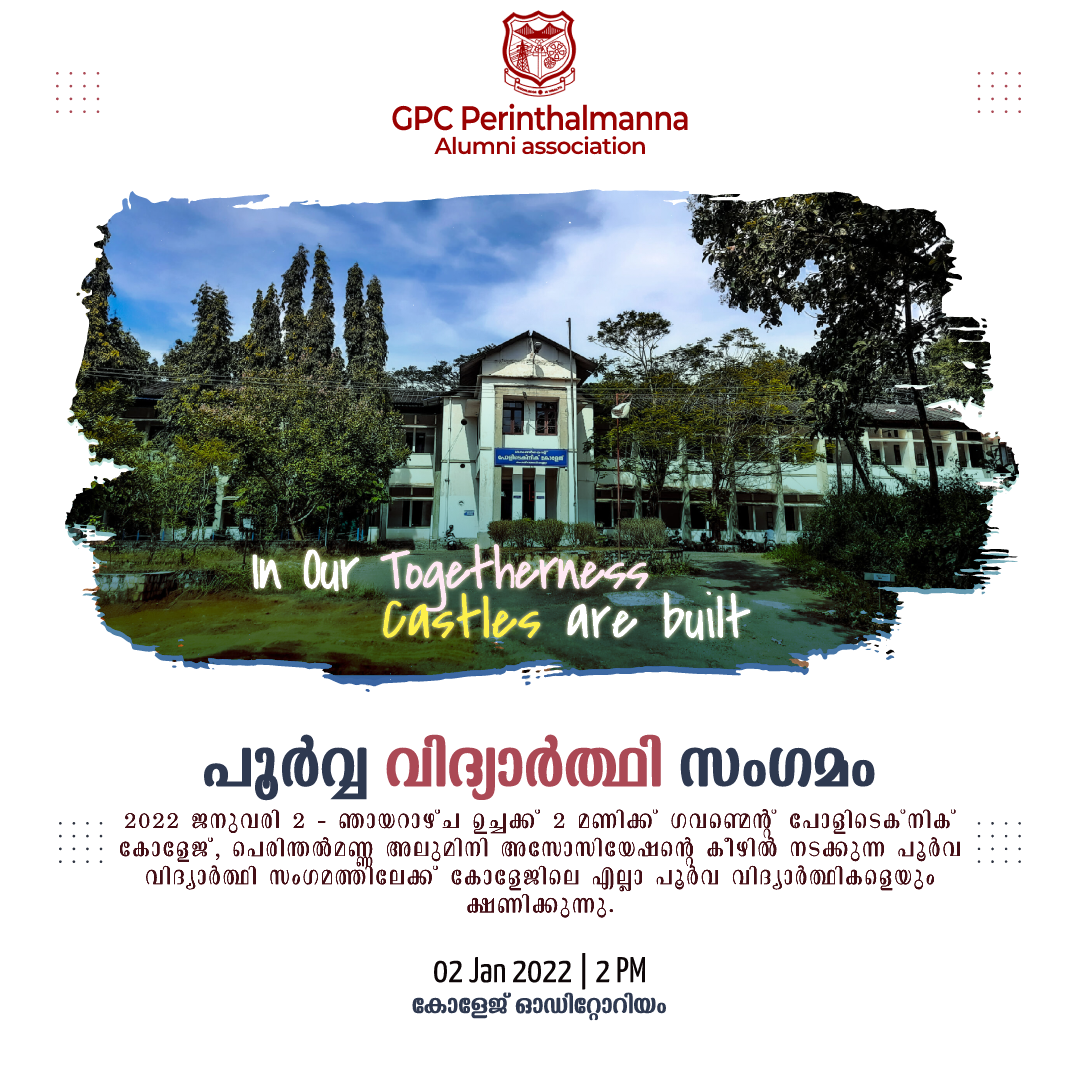 GPC Perinthalmanna
Alumni association
പോളിടെക്നിക് കോളേജ്
In Our Togetherness
Castles are built
പൂർവ്വ വിദ്യാർത്ഥി സംഗമം
2022 ജനുവരി 2 - ഞായറാഴ്ച ഉച്ചക്ക് 2 മണിക്ക് ഗവണ്മെന്റ് പോളിടെക്നിക്
കോളേജ്, പെരിന്തൽമണ്ണ അലുമിനി അസോസിയേഷന്റെ കീഴിൽ നടക്കുന്ന പൂർവ
വിദ്യാർത്ഥി സംഗമത്തിലേക്ക് കോളേജിലെ എല്ലാ പൂർവ വിദ്യാർത്ഥികളെയും
ക്ഷണിക്കുന്നു.
02 Jan 2022 | 2 PM
കോളേജ് ഓഡിറ്റോറിയം